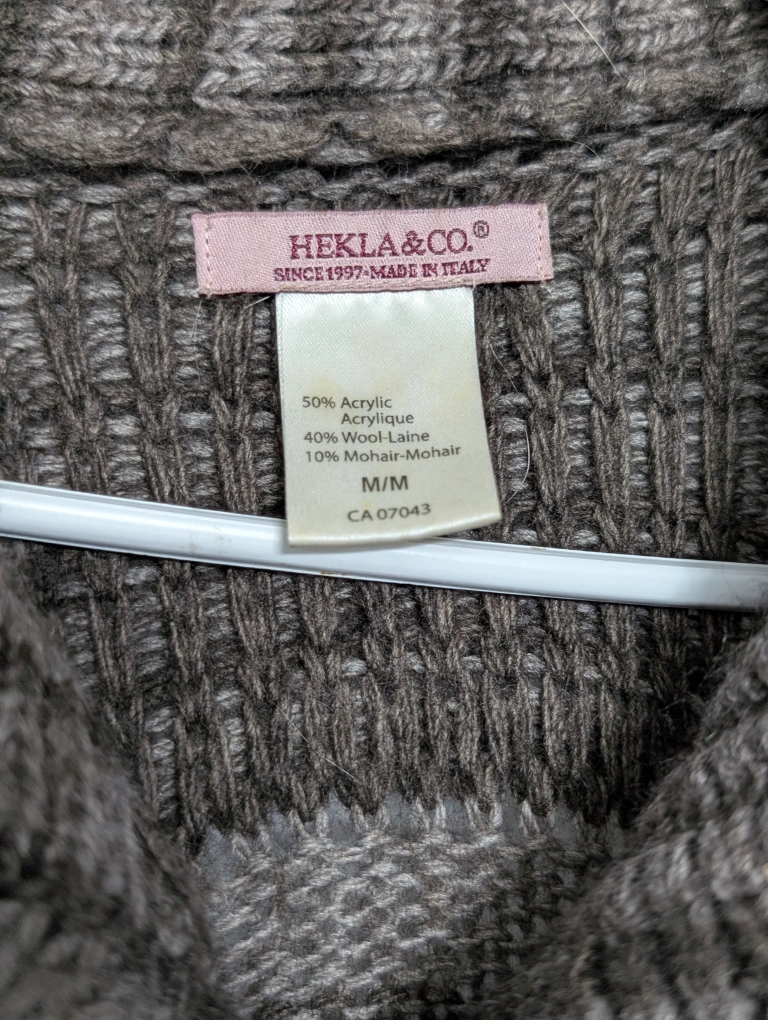 HEKLA&CO.®
SINCE 1997•MADE IN ITALY
50% Acrylic
Acrylique
40% Wool-Laine
10% Mohair-Mohair
M/M
CA 07043